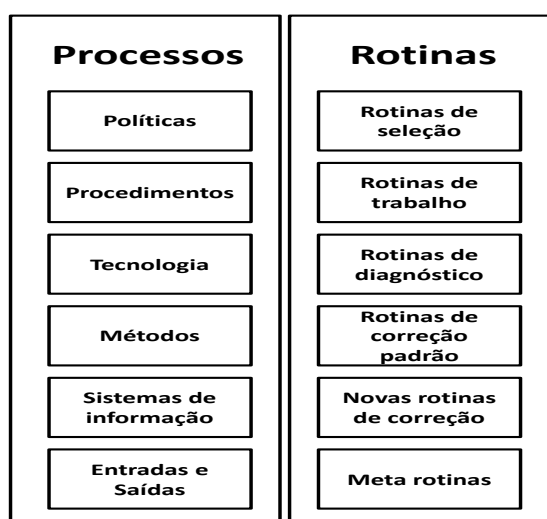 Processos
Políticas
Procedimentos
Tecnologia
Métodos
Sistemas de
informação
Entradas e
Saídas
Rotinas
Rotinas de
seleção
Rotinas de
trabalho
Rotinas de
diagnóstico
Rotinas de
correção
padrão
Novas rotinas
de correção
Meta rotinas